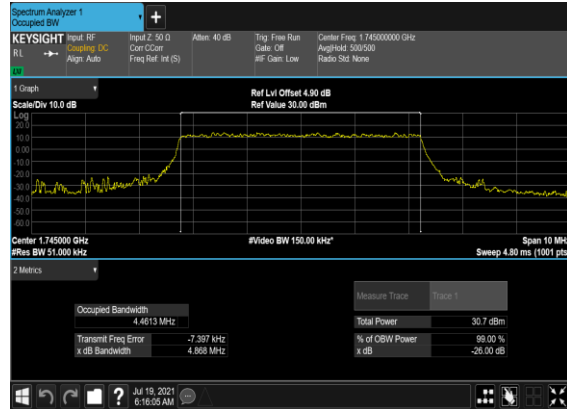 Spectrum Analyzer 1
Occupied BW
KEYSIGHT Input: RF Input Z: 50 Ω Atten: 40 dB Trig: Free Run Center Freq: 1.745000000 GHz
RL Coupling: DC Corr CCorr Gate: Off Avg|Hold: 500/500
Align: Auto Freq Ref: Int (S) #IF Gain: Low Radio Std: None
1 Graph
Ref Lvl Offset 4.90 dB
Scale/Div 10.0 dB Ref Value 30.00 dBm
Log
20.0
10.0
0.00
-10.0
-20.0
-30.0
-40.0
-50.0
-60.0
Center 1.745000 GHz #Video BW 150.00 kHz* Span 10 MHz
#Res BW 51.000 kHz Sweep 4.80 ms (1001 pts
2 Metrics
Measure Trace Trace 1
Occupied Bandwidth
4.4613 MHz Total Power 30.7 dBm
Transmit Freq Error -7.397 kHz % of OBW Power 99.00 %
x dB Bandwidth 4.868 MHz x dB -26.00 dB
Jul 19, 2021
6:16:05 AM